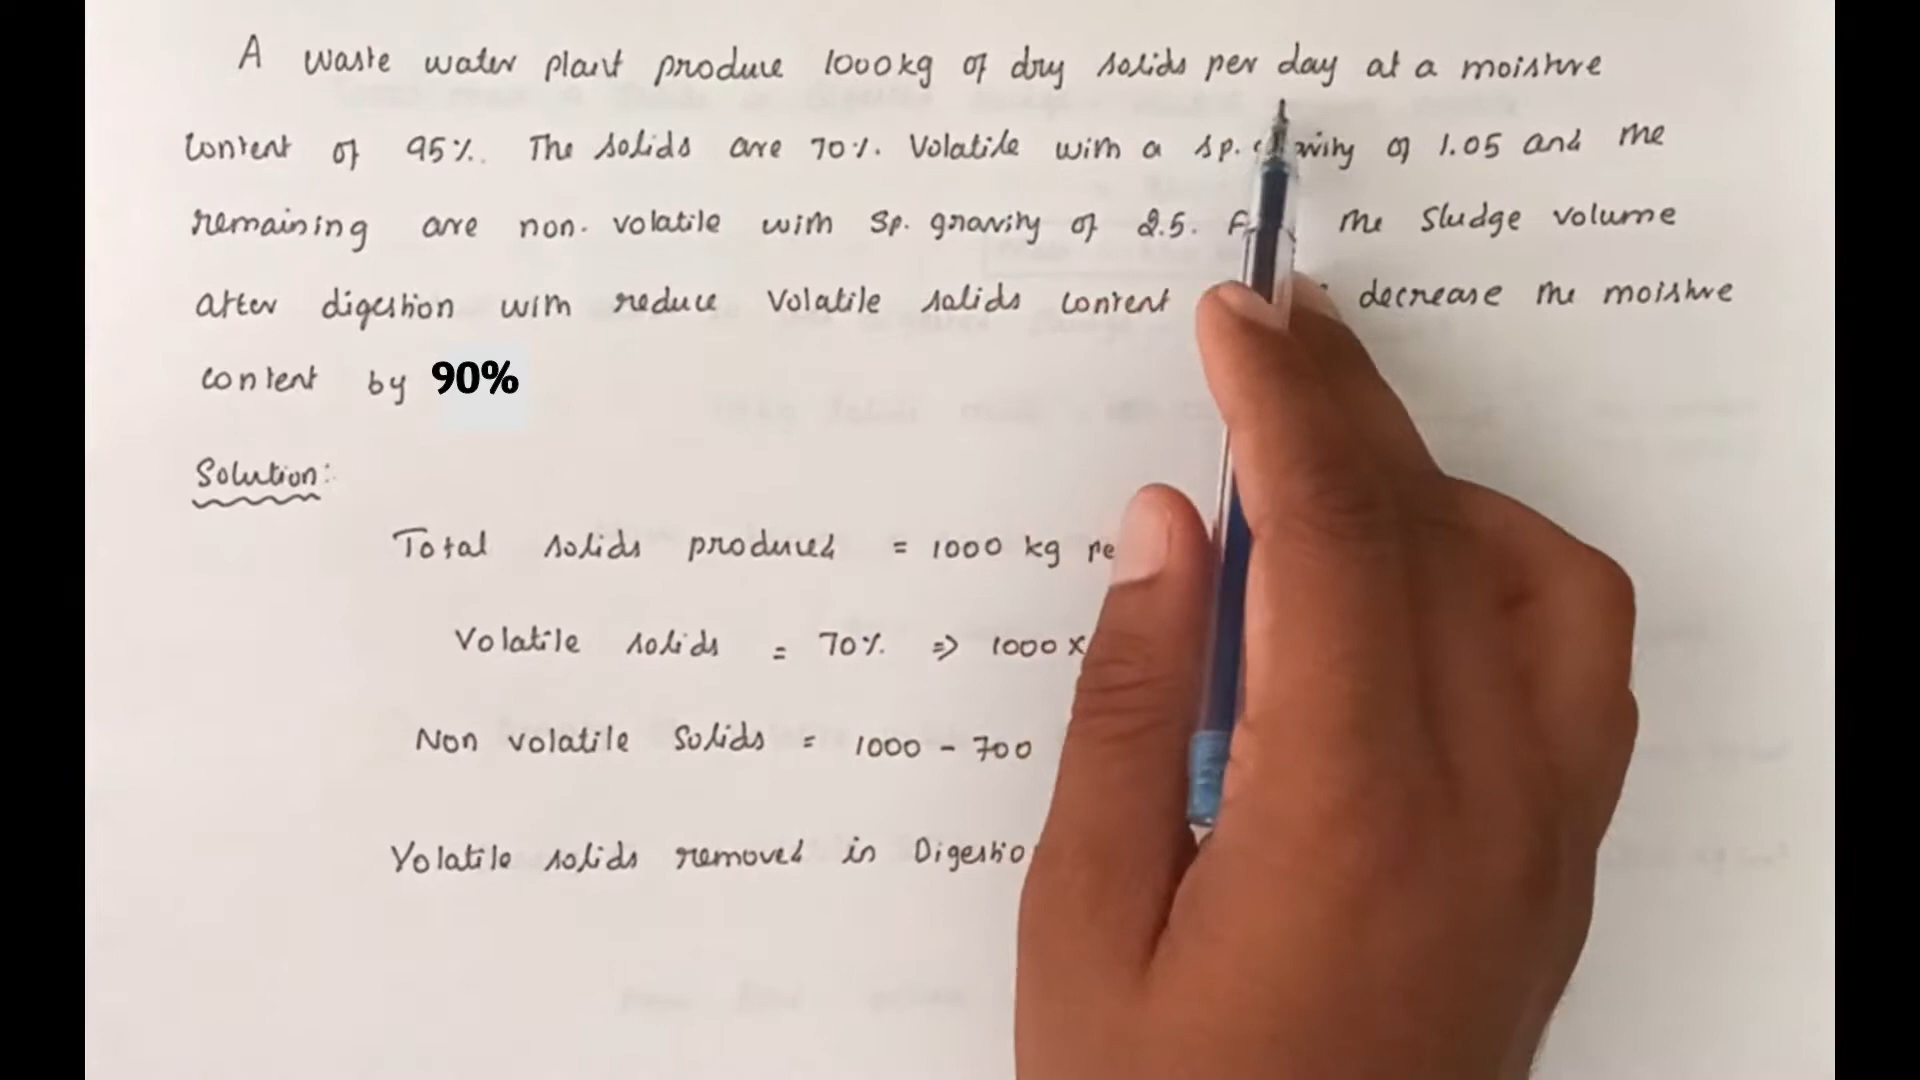 A waste water plant produce 1000kg of dry solids per day at a moisture
content of 95%. The solids are 70%. Volatile with a sp. of 1.05 and the
remaining are non-volatile with sp. gravity of 2.5. the sludge volume
after digestion with reduce volatile solids content decrease the moisture
content by 90%
Solution:
Total solids produced = 1000 kg
Volatile solids = 70% => 1000 x
Non volatile solids = 1000 - 700
Volatile solids removed in